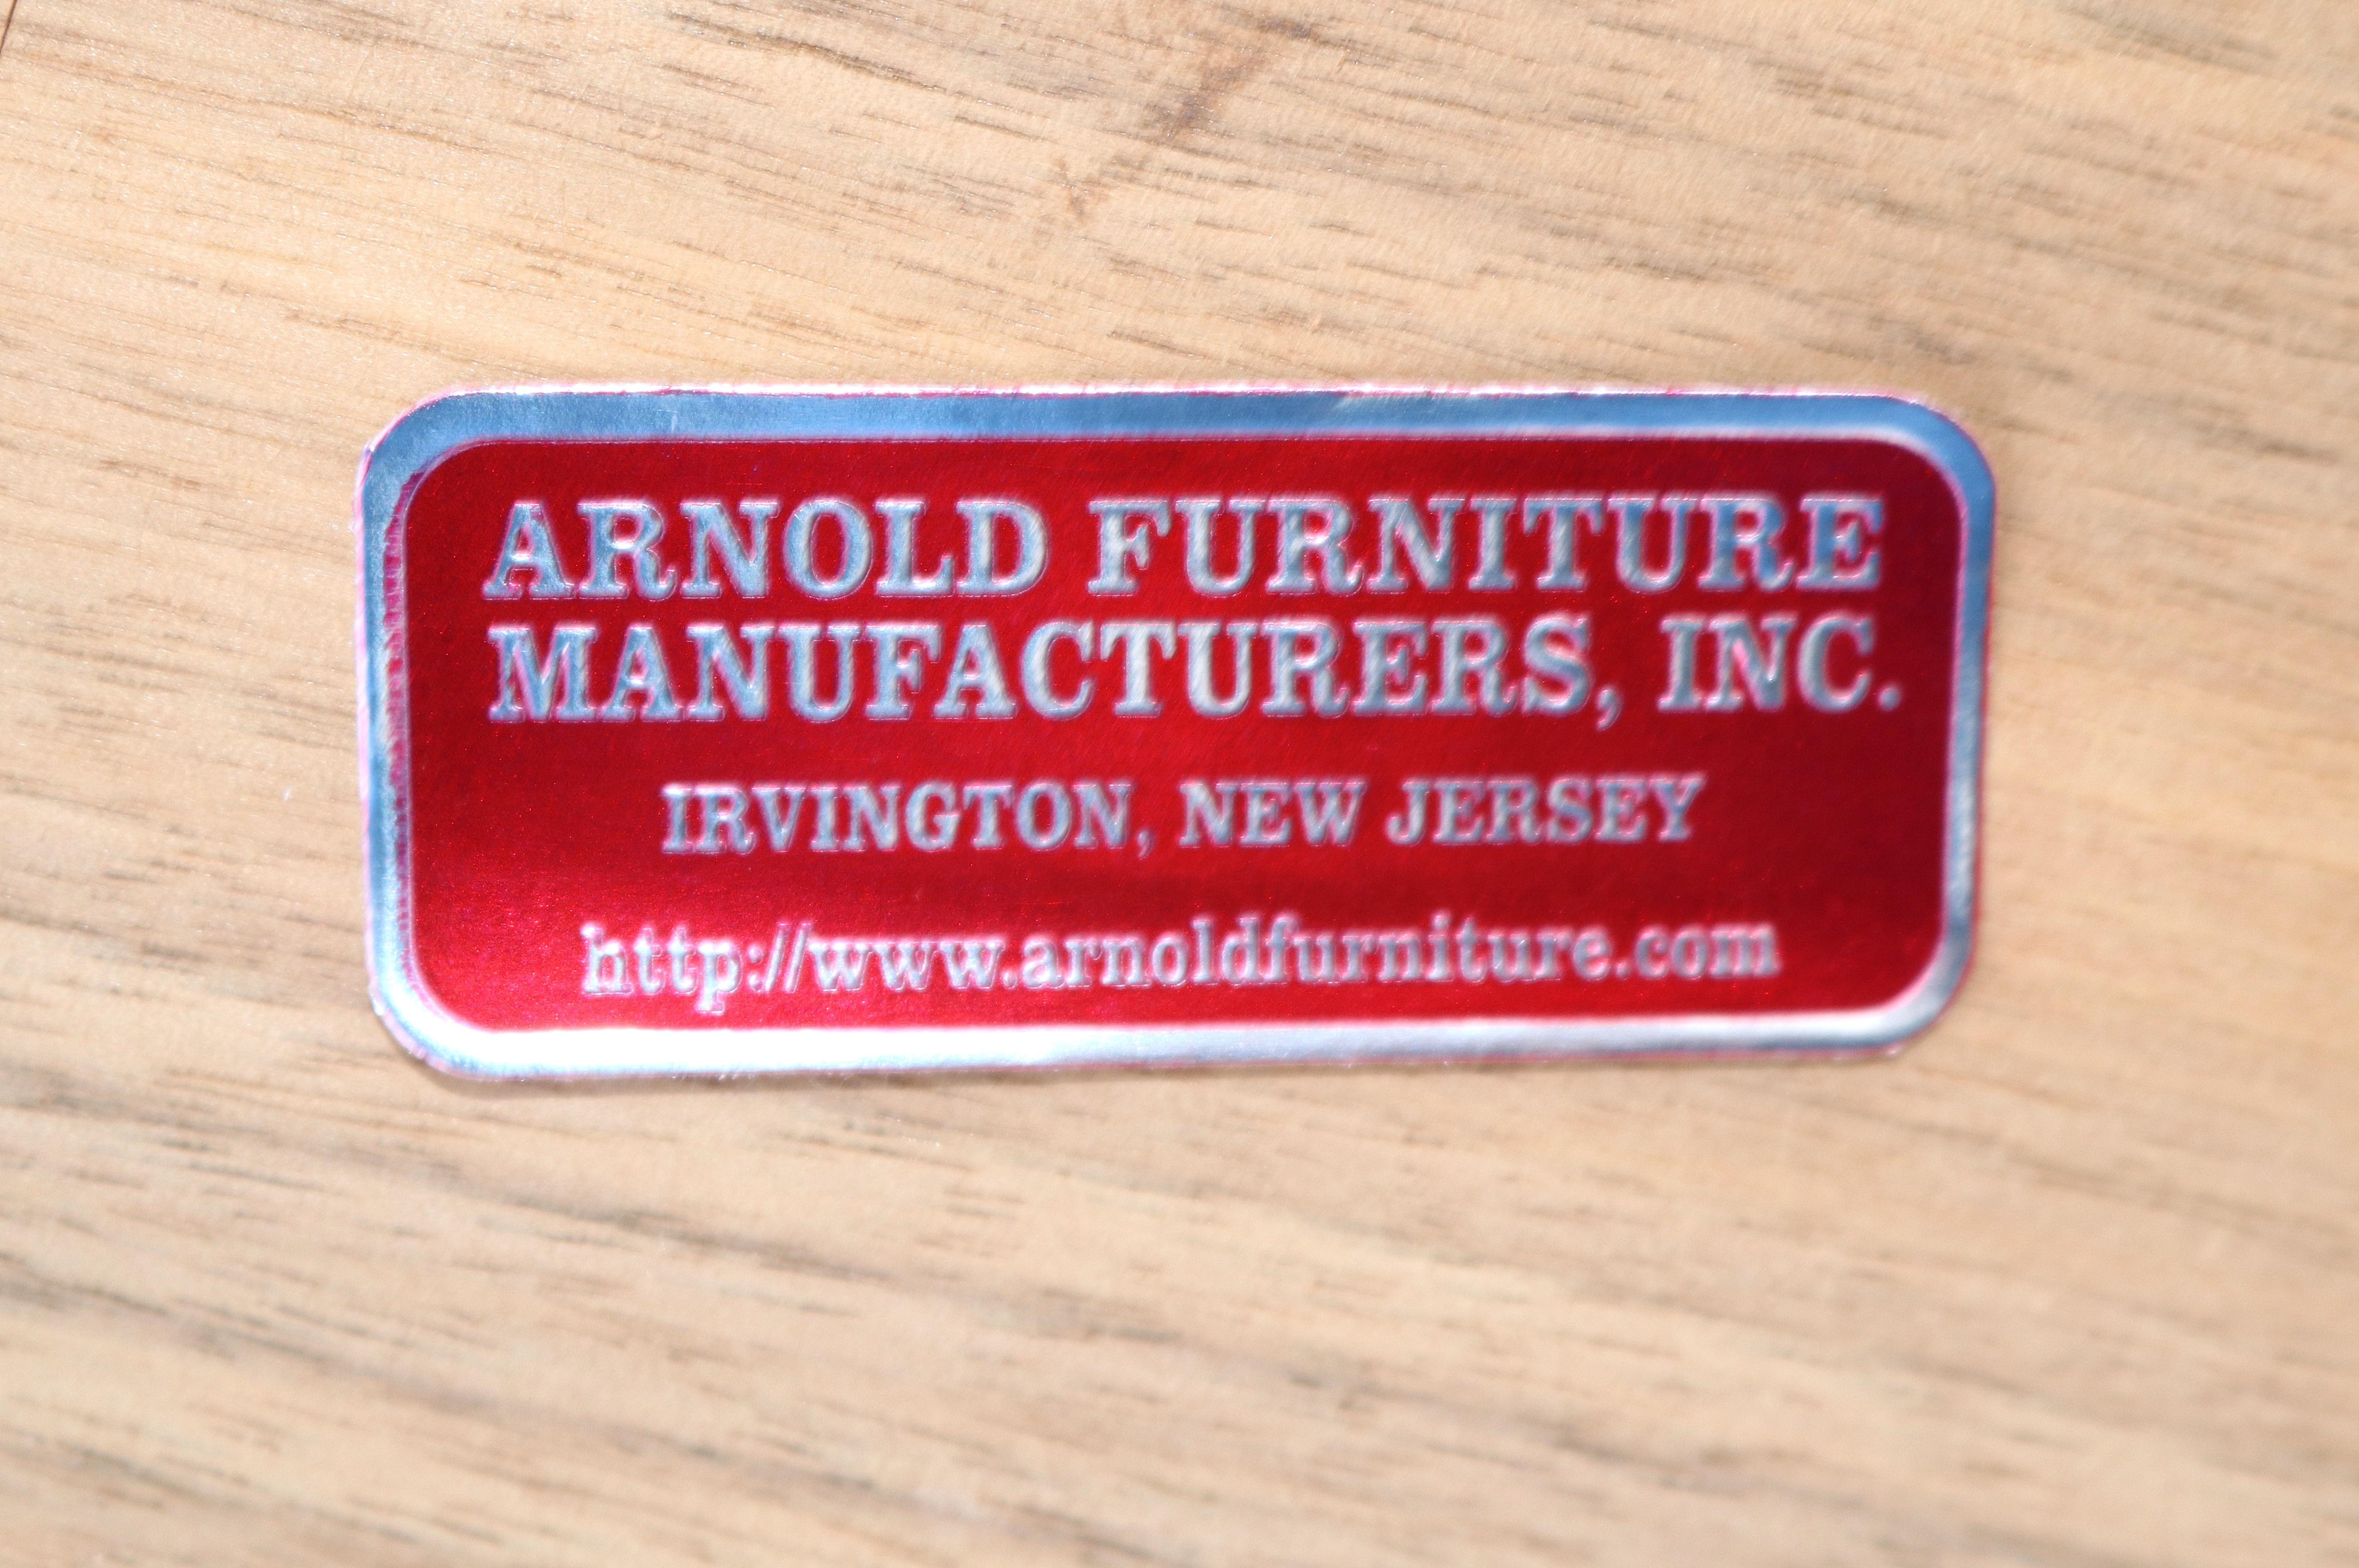 ARNOLD FURNITURE
MANUFACTURERS, INC.
IRVINGTON, NEW JERSEY
http://www.arnoldfurniture.com